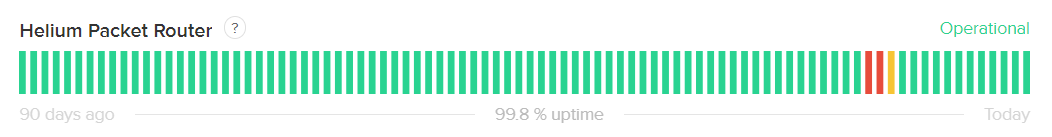 Helium Packet Router ? Operational
90 days ago 99.8 % uptime Today